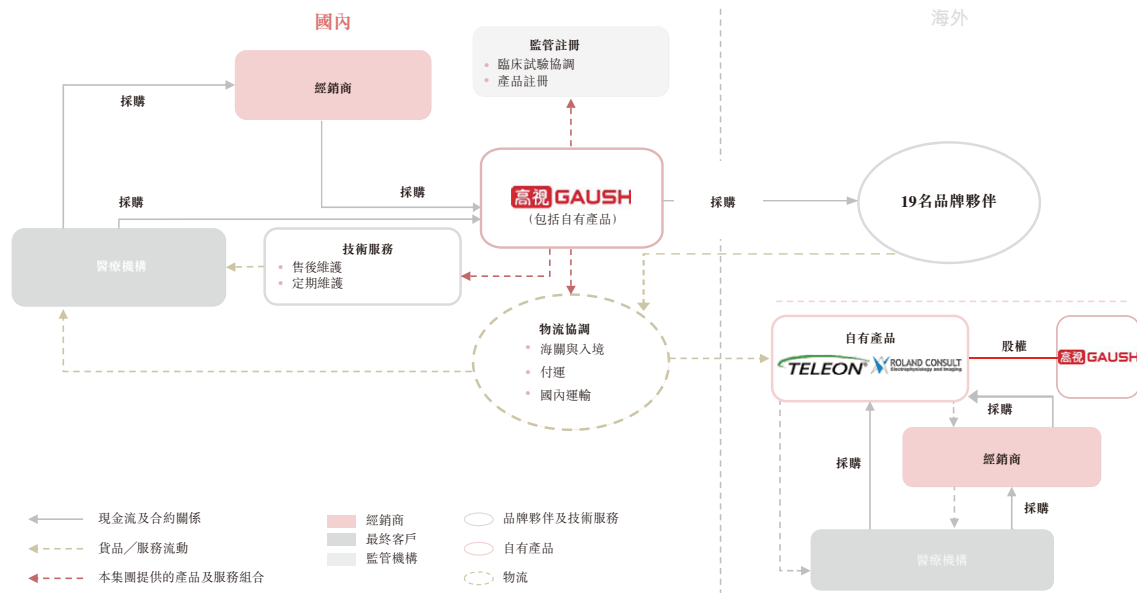 國內
海外
監管註冊
臨床試驗協調
產品註冊
經銷商
採購
採購
採購
高視 GAUSH
(包括自有產品)
採購
19名品牌夥伴
醫療機構
技術服務
售後維護
定期維護
物流協調
海關與入境
付運
國內運輸
自有產品
TELEON®
ROLAND CONSULT
Electrophysiology and Imaging
股權
高視 GAUSH
採購
採購
經銷商
採購
醫療機構
現金流及合約關係
貨品／服務流動
本集團提供的產品及服務組合
經銷商
最終客戶
監管機構
品牌夥伴及技術服務
自有產品
物流